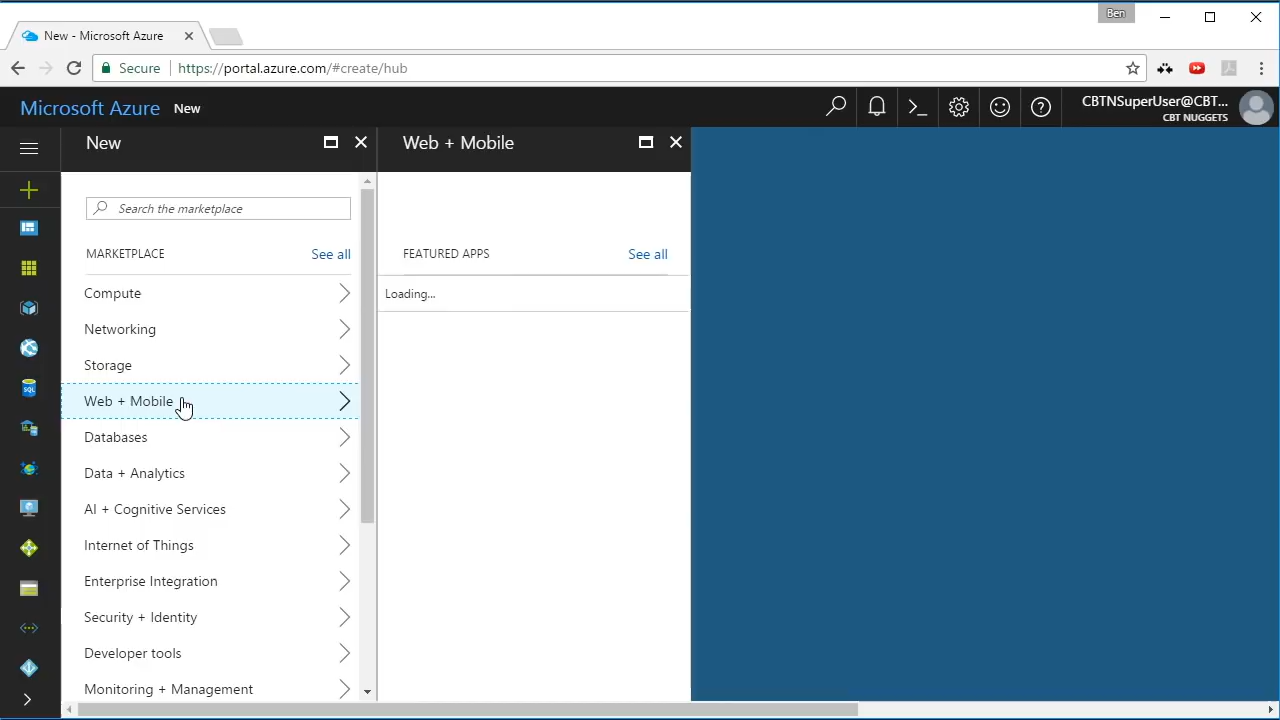 Ben
New - Microsoft Azure
Secure https://portal.azure.com/#create/hub
Microsoft Azure New
CBTNSuperUser@CBT...
CBT NUGGETS
New
Web + Mobile
Search the marketplace
MARKETPLACE See all
FEATURED APPS See all
Compute
Loading...
Networking
Storage
Web + Mobile
Databases
Data + Analytics
AI + Cognitive Services
Internet of Things
Enterprise Integration
Security + Identity
Developer tools
Monitoring + Management
SQL